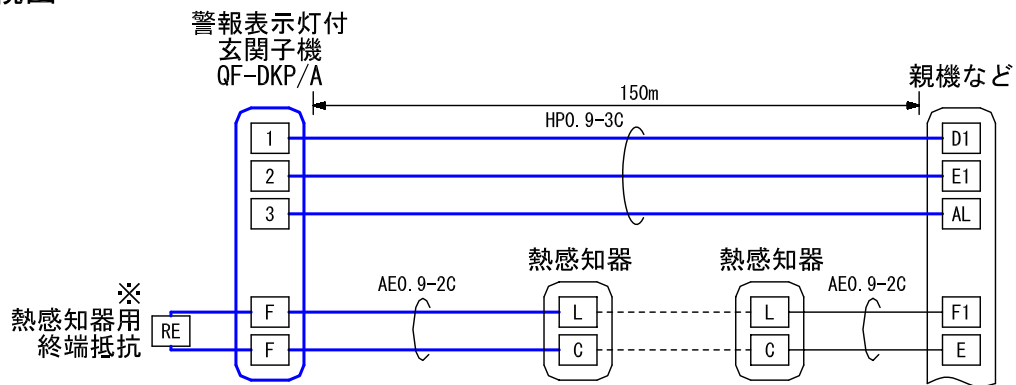 警報表示灯付
玄関子機
QF-DKP/A
親機など
150m
HP0.9-3C
1
D1
2
E1
3
AL
熱感知器
熱感知器
AE0.9-2C
AE0.9-2C
※
熱感知器用
終端抵抗
RE
F
L
L
F1
F
C
C
E